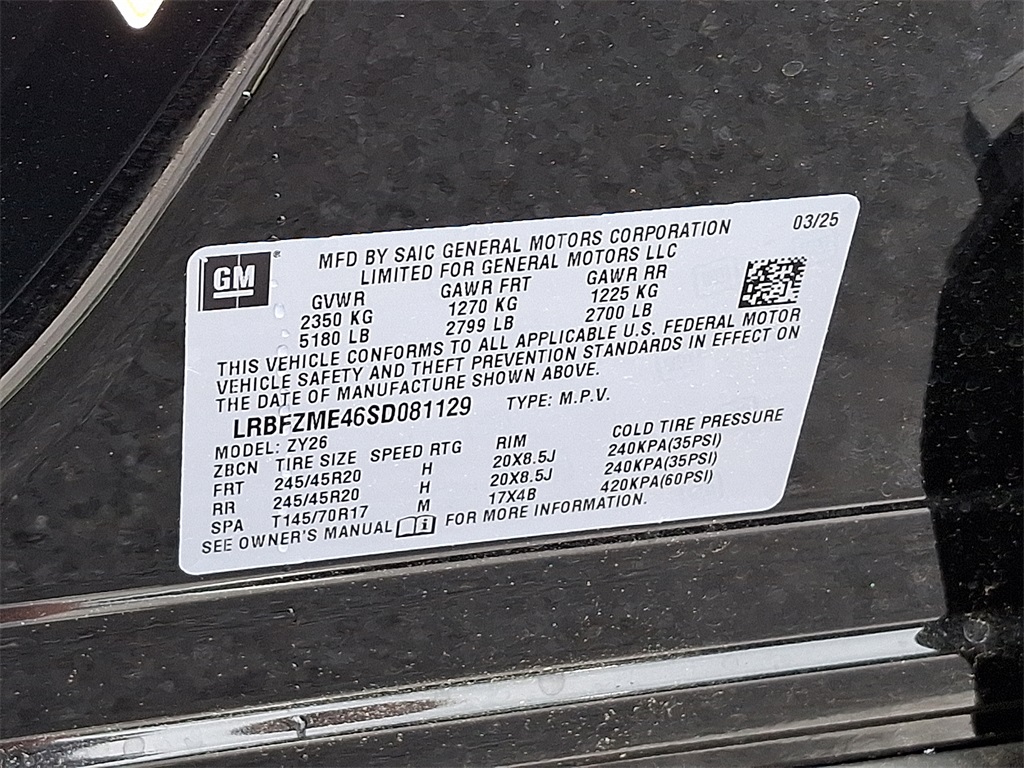 03/25
GM
MFD BY SAIC GENERAL MOTORS CORPORATION
LIMITED FOR GENERAL MOTORS LLC
GVWR GAWR FRT GAWR RR
2350 KG 1270 KG 1225 KG
5180 LB 2799 LB 2700 LB
THIS VEHICLE CONFORMS TO ALL APPLICABLE U.S. FEDERAL MOTOR
VEHICLE SAFETY AND THEFT PREVENTION STANDARDS IN EFFECT ON
THE DATE OF MANUFACTURE SHOWN ABOVE.
LRBFZME46SD081129 TYPE: M.P.V.
MODEL: ZY26
ZBCN TIRE SIZE SPEED RTG RIM COLD TIRE PRESSURE
FRT 245/45R20 H 20X8.5J 240KPA(35PSI)
RR 245/45R20 H 20X8.5J 240KPA(35PSI)
SPA T145/70R17 M 17X4B 420KPA(60PSI)
SEE OWNER'S MANUAL i FOR MORE INFORMATION.